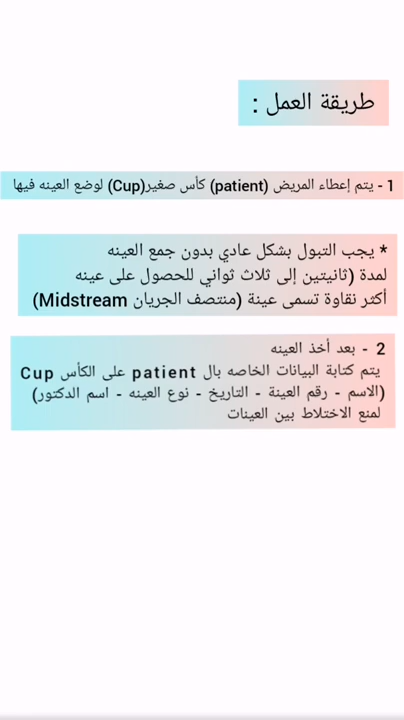 طريقة العمل :
1 - يتم إعطاء المريض (patient) كأس صغير(Cup) لوضع العينه فيها
* يجب التبول بشكل عادي بدون جمع العينه
لمدة (ثانيتين إلى ثلاث ثواني للحصول على عينه
أكثر نقاوة تسمى عينة (منتصف الجريان Midstream)
2 - بعد أخذ العينه
يتم كتابة البيانات الخاصه بال patient على الكأس Cup
(الاسم - رقم العينة - التاريخ - نوع العينه - اسم الدكتور)
لمنع الاختلاط بين العينات